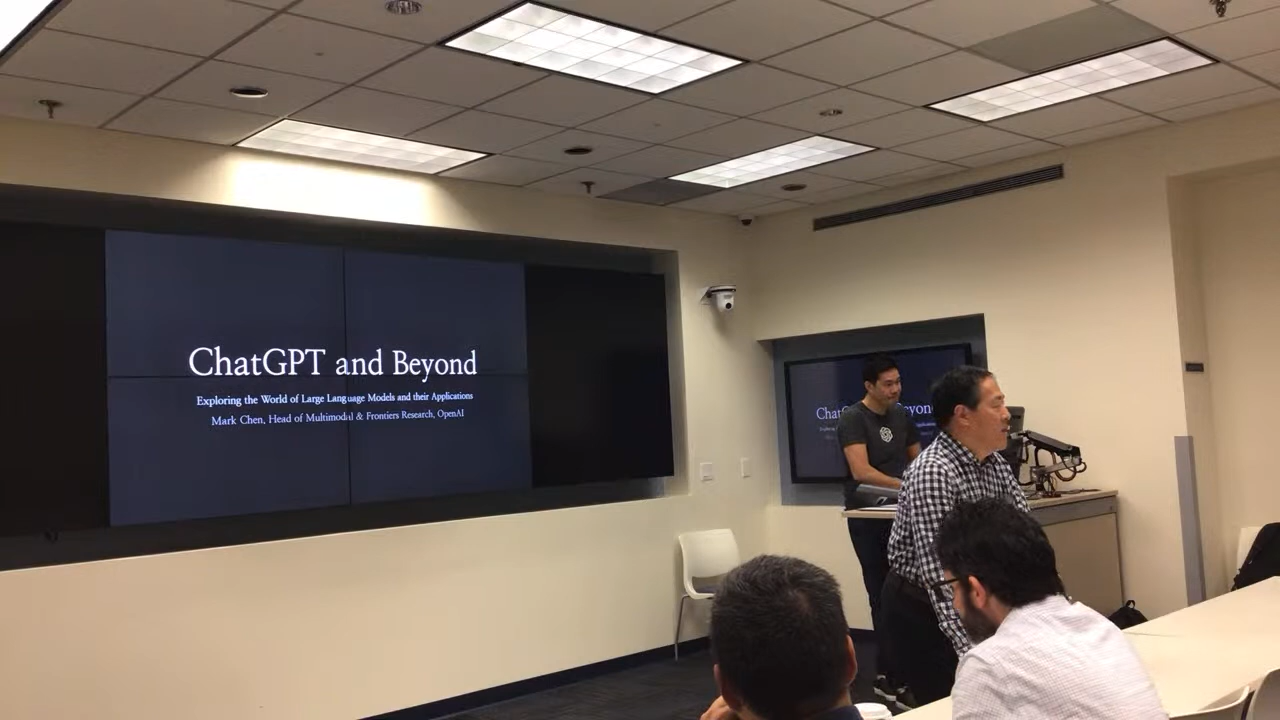 ChatGPT and Beyond
Exploring the World of Large Language Models and their Applications
Mark Chen, Head of Multimodal & Frontiers Research, OpenAI